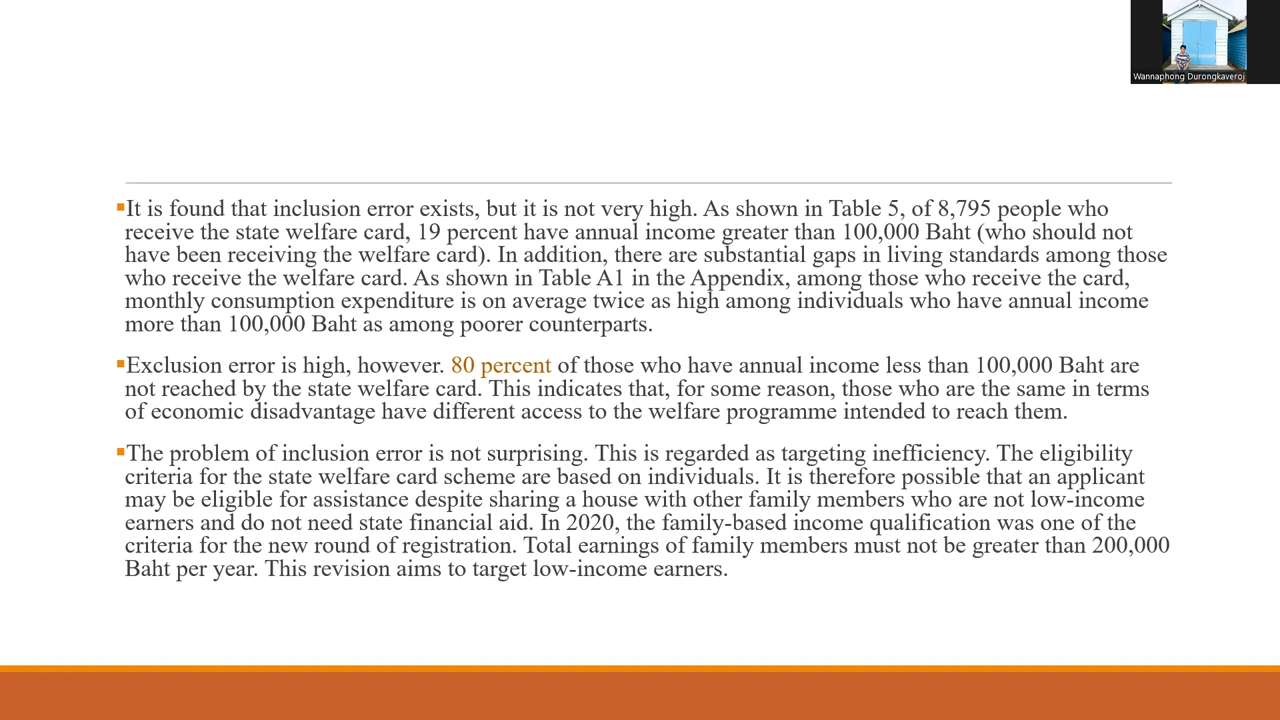 Wannaphong Durongkaveroj
▪It is found that inclusion error exists, but it is not very high. As shown in Table 5, of 8,795 people who
receive the state welfare card, 19 percent have annual income greater than 100,000 Baht (who should not
have been receiving the welfare card). In addition, there are substantial gaps in living standards among those
who receive the welfare card. As shown in Table A1 in the Appendix, among those who receive the card,
monthly consumption expenditure is on average twice as high among individuals who have annual income
more than 100,000 Baht as among poorer counterparts.
▪Exclusion error is high, however. 80 percent of those who have annual income less than 100,000 Baht are
not reached by the state welfare card. This indicates that, for some reason, those who are the same in terms
of economic disadvantage have different access to the welfare programme intended to reach them.
▪The problem of inclusion error is not surprising. This is regarded as targeting inefficiency. The eligibility
criteria for the state welfare card scheme are based on individuals. It is therefore possible that an applicant
may be eligible for assistance despite sharing a house with other family members who are not low-income
earners and do not need state financial aid. In 2020, the family-based income qualification was one of the
criteria for the new round of registration. Total earnings of family members must not be greater than 200,000
Baht per year. This revision aims to target low-income earners.